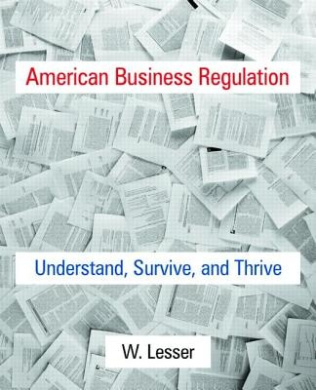 American Business Regulation
Understand, Survive, and Thrive
W. Lesser